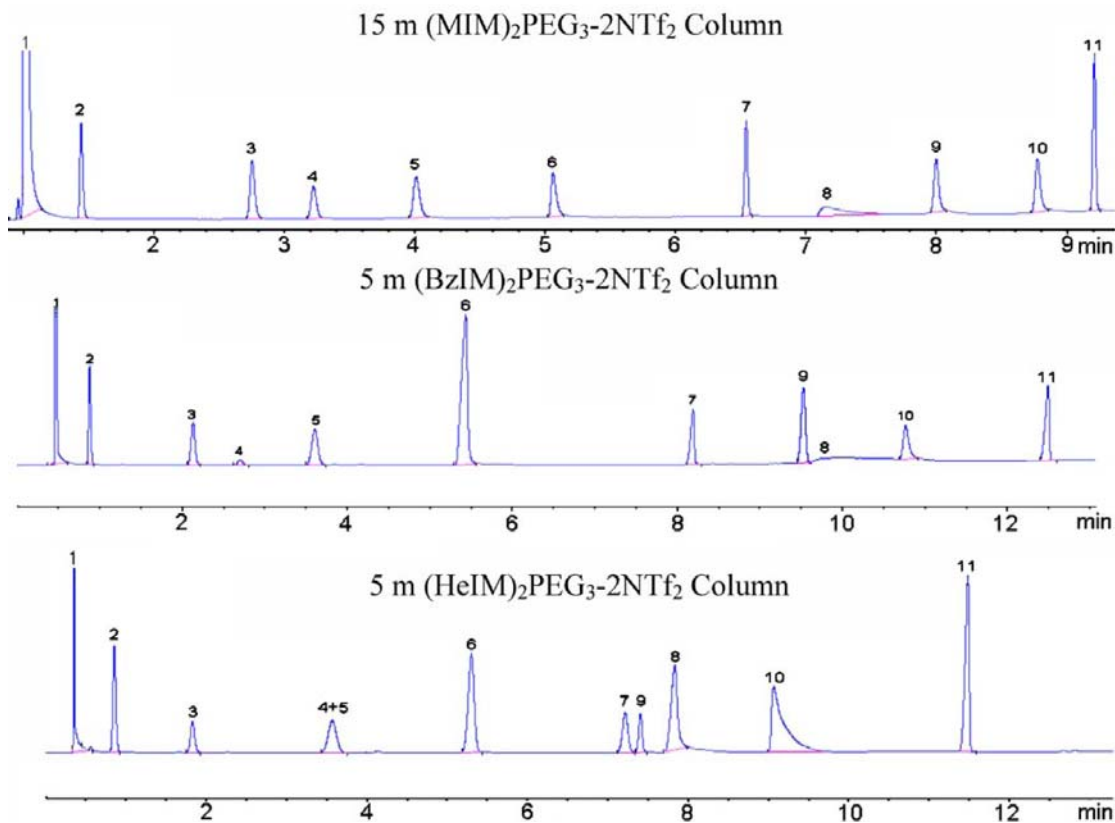 15 m (MIM)₂PEG₃-2NTf₂ Column
1 2 3 4 5 6 7 8 9 10 11
2 3 4 5 6 7 8 9 min
5 m (BzIM)₂PEG₃-2NTf₂ Column
1 2 3 4 5 6 7 9 8 10 11
2 4 6 8 10 12 min
5 m (HeIM)₂PEG₃-2NTf₂ Column
1 2 3 4+5 6 7 9 8 10 11
2 4 6 8 10 12 min